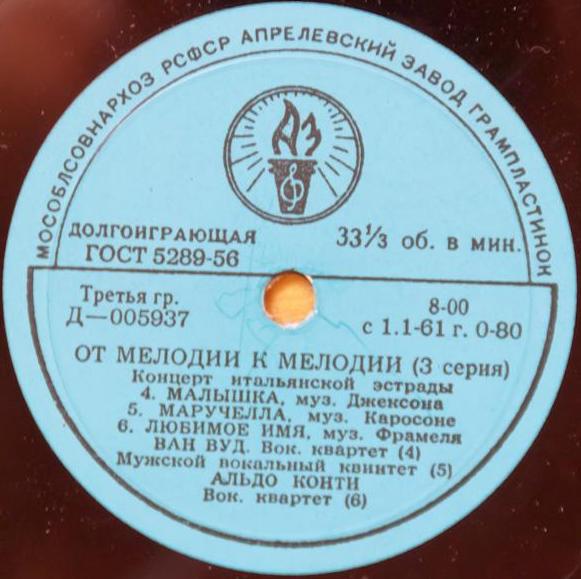 МОСОБЛСОВНАРХОЗ РСФСР АПРЕЛЕВСКИЙ ЗАВОД ГРАМПЛАСТИНОК
АЗ
ДОЛГОИГРАЮЩАЯ
ГОСТ 5289-56
33⅓ об. в мин.
Третья гр.
Д—005937
8-00
с 1.1-61 г. 0-80
ОТ МЕЛОДИИ К МЕЛОДИИ (3 серия)
Концерт итальянской эстрады
4. МАЛЫШКА, муз. Джексона
5. МАРУЧЕЛЛА, муз. Каросоне
6. ЛЮБИМОЕ ИМЯ, муз. Фрамеля
ВАН ВУД. Вок. квартет (4)
Мужской вокальный квинтет (5)
АЛЬДО КОНТИ
Вок. квартет (6)